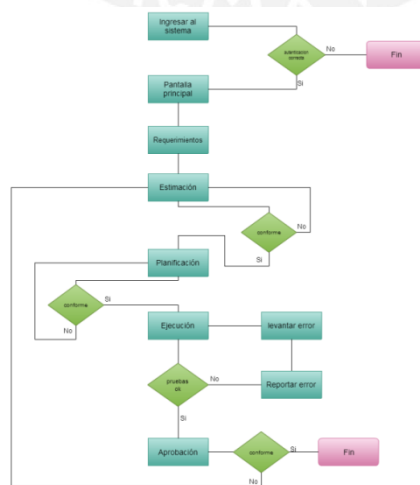 Ingresar al
sistema
No
Fin
Si
Pantalla
principal
Requerimientos
Estimación
conforme
No
Si
Planificación
conforme
Si
No
Ejecución
levantar error
pruebas
os
No
Reportar error
Si
Aprobación
conforme
Si
Fin
No